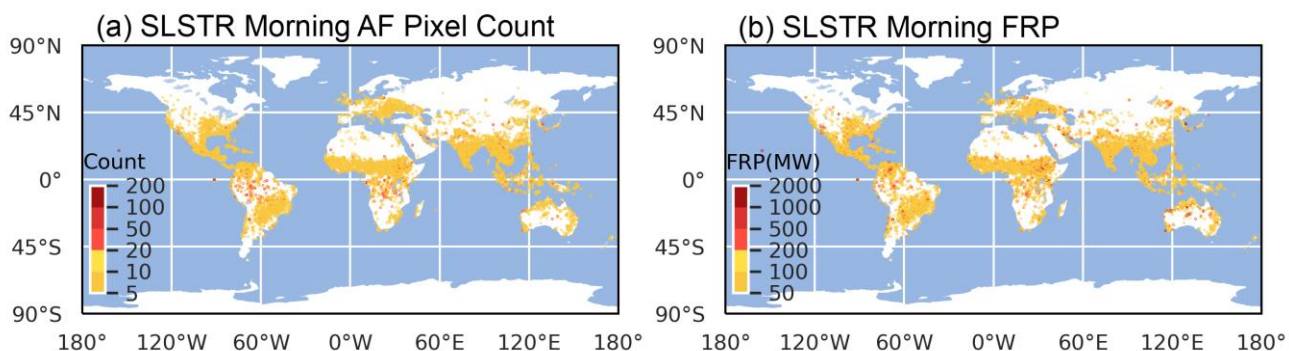 (a) SLSTR Morning AF Pixel Count
90°N
45°N
0°
45°S
90°S
Count
200
100
50
20
10
5
180° 120°W 60°W 0°W 60°E 120°E 180°
(b) SLSTR Morning FRP
90°N
45°N
0°
45°S
90°S
FRP(MW)
2000
1000
500
200
100
50
180° 120°W 60°W 0°W 60°E 120°E 180°